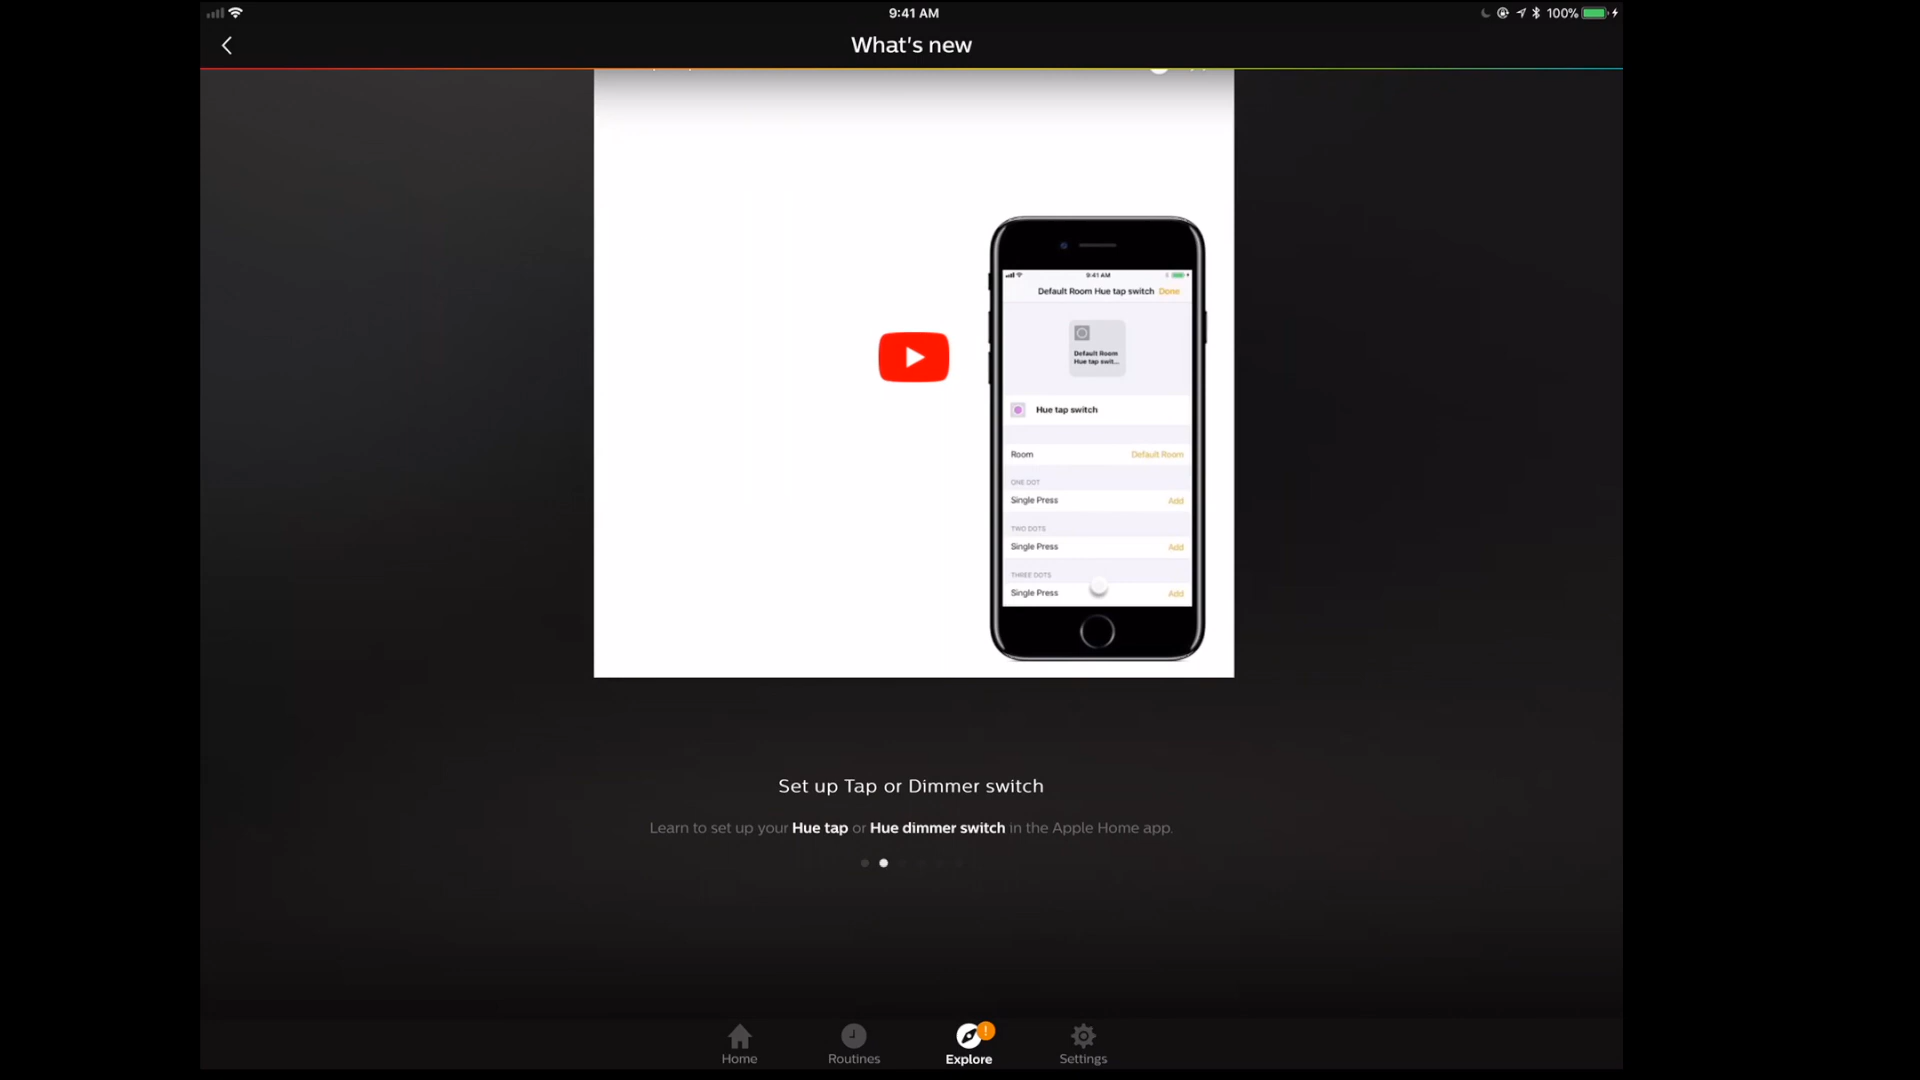 9:41 AM
100%
What's new
9:41 AM
Default Room Hue tap switch Done
Default Room
Hue tap swit...
Hue tap switch
Room Default Room
ONE DOT
Single Press Add
TWO DOTS
Single Press Add
THREE DOTS
Single Press Add
Set up Tap or Dimmer switch
Learn to set up your Hue tap or Hue dimmer switch in the Apple Home app.
!
Home Routines Explore Settings